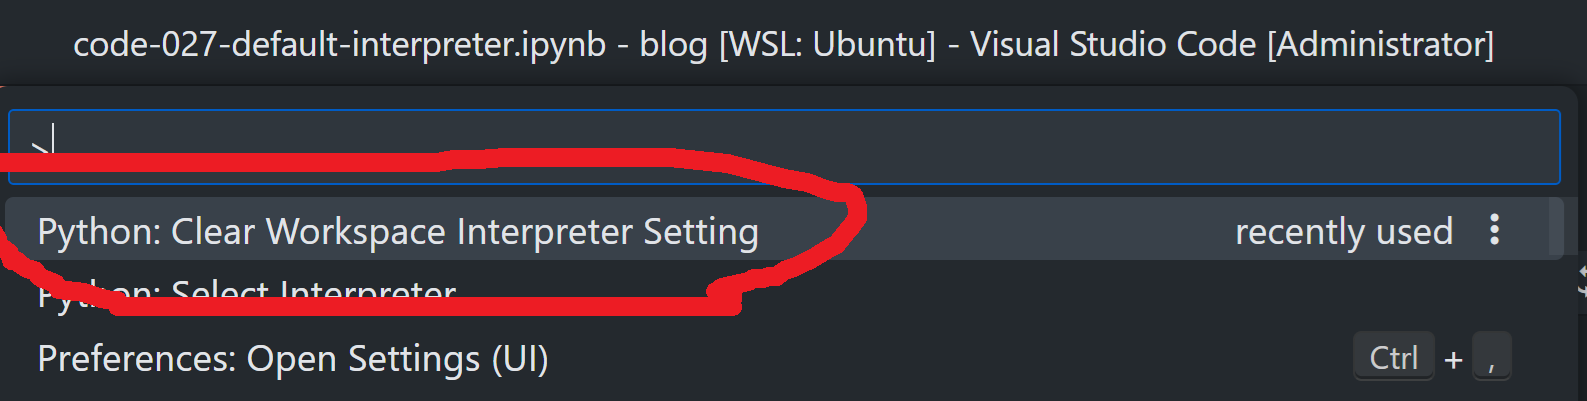 code-027-default-interpreter.ipynb - blog [WSL: Ubuntu] - Visual Studio Code [Administrator]
>
Python: Clear Workspace Interpreter Setting recently used
Python: Select Interpreter
Preferences: Open Settings (UI) Ctrl + ,